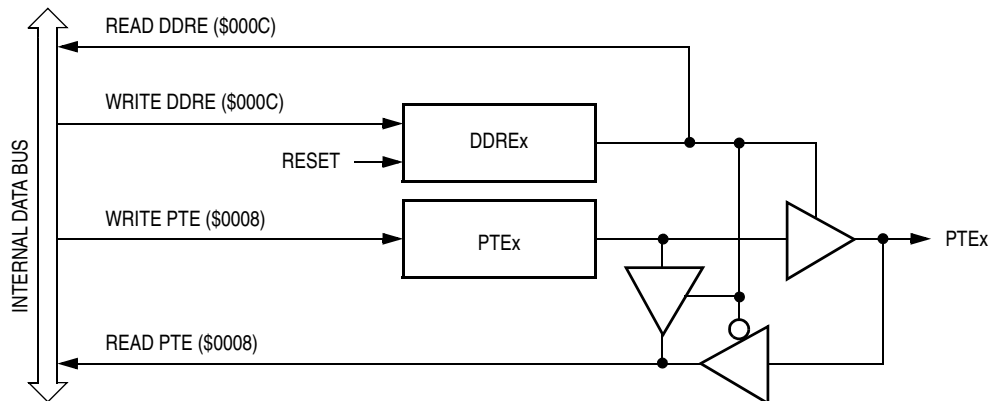 READ DDRE ($000C)
WRITE DDRE ($000C)
DDREx
RESET
WRITE PTE ($0008)
PTEx
PTEx
READ PTE ($0008)
INTERNAL DATA BUS